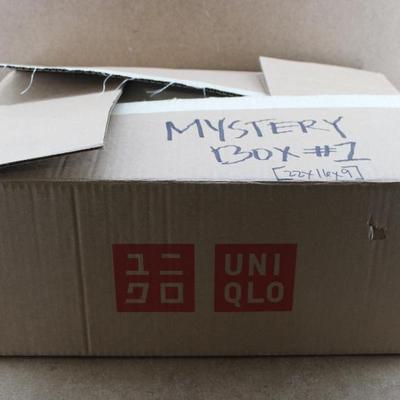 MYSTERY
BOX #1
[22x16x9]
ユニ
クロ
UNI
QLO